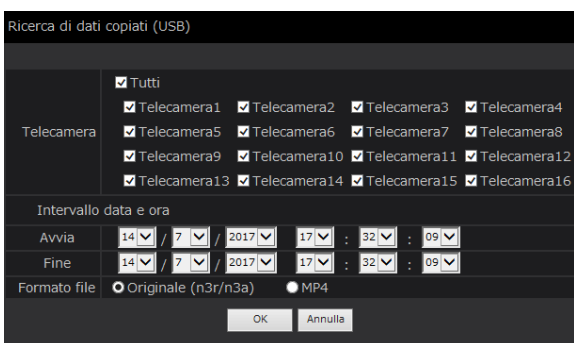 Ricerca di dati copiati (USB)
Tutti
Telecamera1 Telecamera2 Telecamera3 Telecamera4
Telecamera Telecamera5 Telecamera6 Telecamera7 Telecamera8
Telecamera9 Telecamera10 Telecamera11 Telecamera12
Telecamera13 Telecamera14 Telecamera15 Telecamera16
Intervallo data e ora
Avvia 14 / 7 / 2017 17 : 32 : 09
Fine 14 / 7 / 2017 17 : 32 : 09
Formato file Originale (n3r/n3a) MP4
OK Annulla